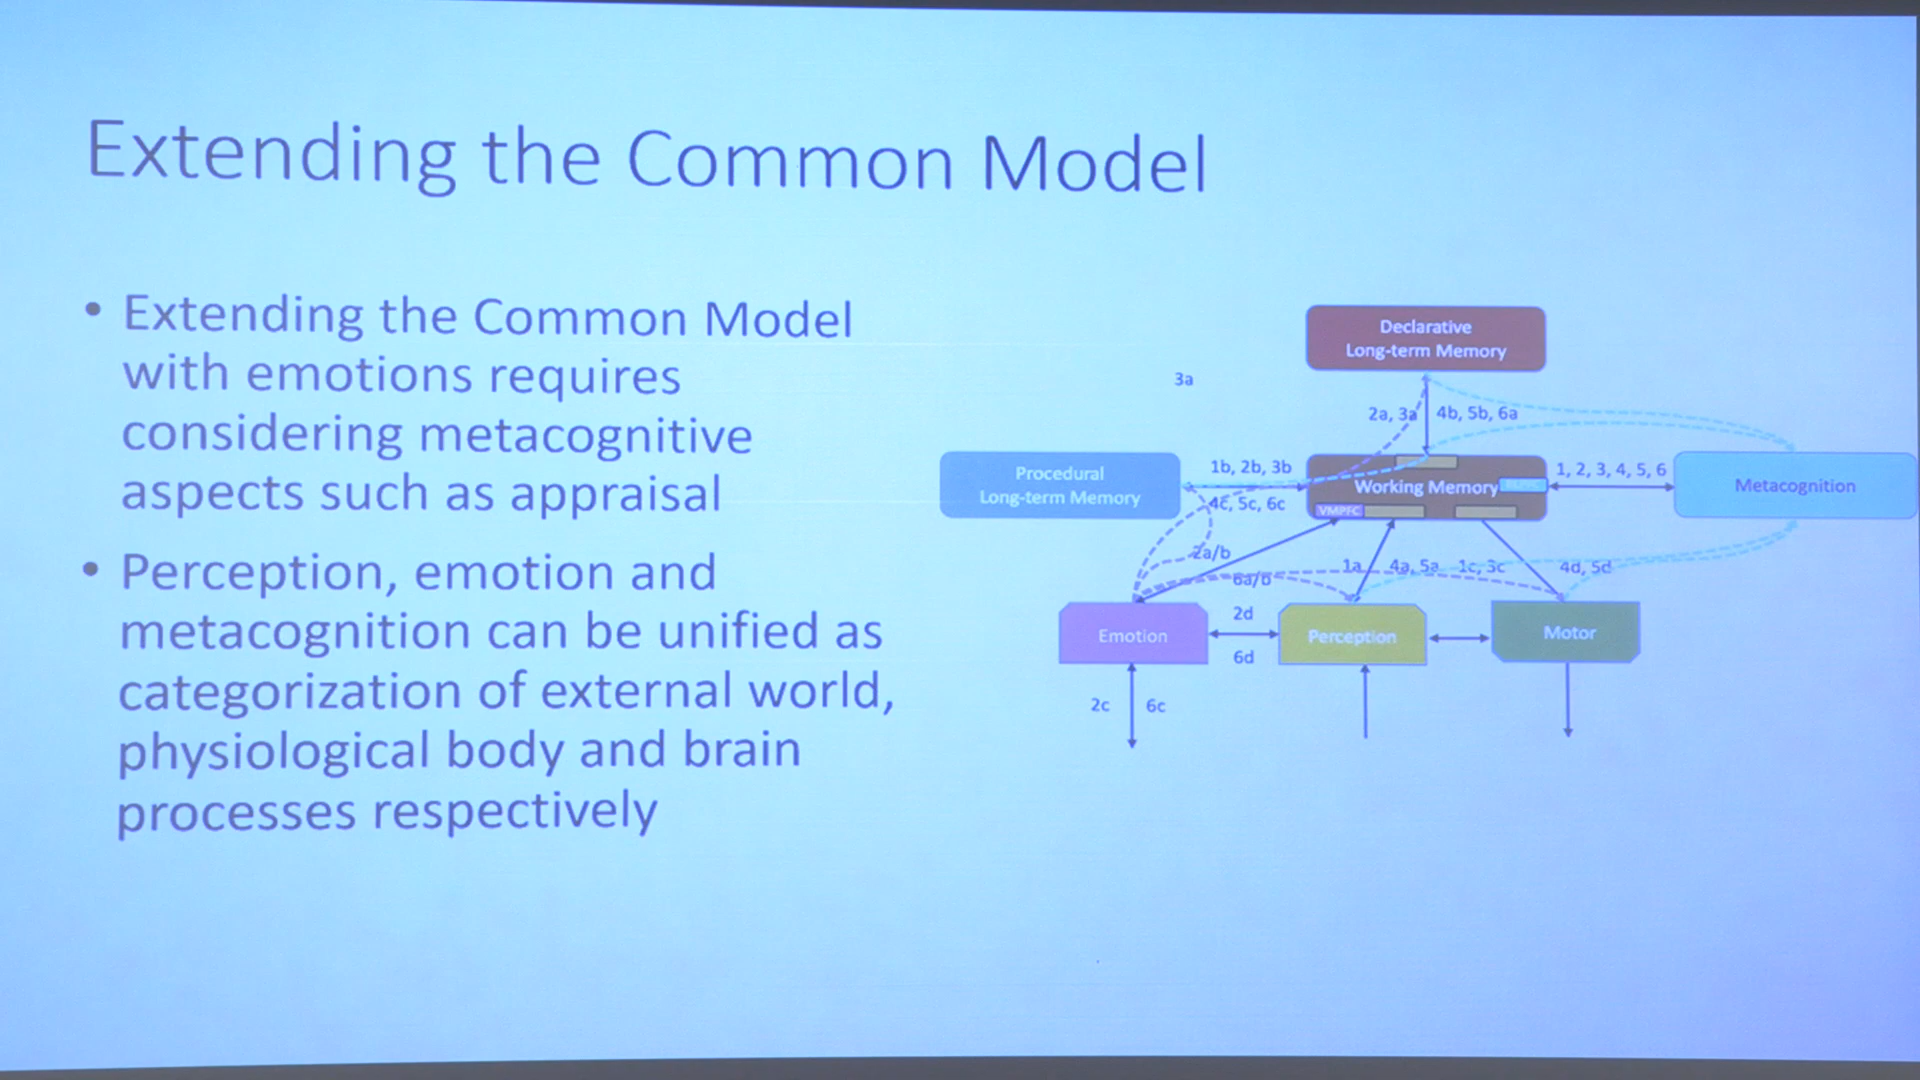 Extending the Common Model
• Extending the Common Model
with emotions requires
considering metacognitive
aspects such as appraisal
• Perception, emotion and
metacognition can be unified as
categorization of external world,
physiological body and brain
processes respectively
Declarative
Long-term Memory
3a
2a, 3a
4b, 5b, 6a
Procedural
Long-term Memory
1b, 2b, 3b
4c, 5c, 6c
Working Memory
VMPFC
1, 2, 3, 4, 5, 6
Metacognition
2a/b
6a/b
1a
4a, 5a
1c, 3c
4d, 5d
Emotion
2d
6d
Perception
Motor
2c
6c